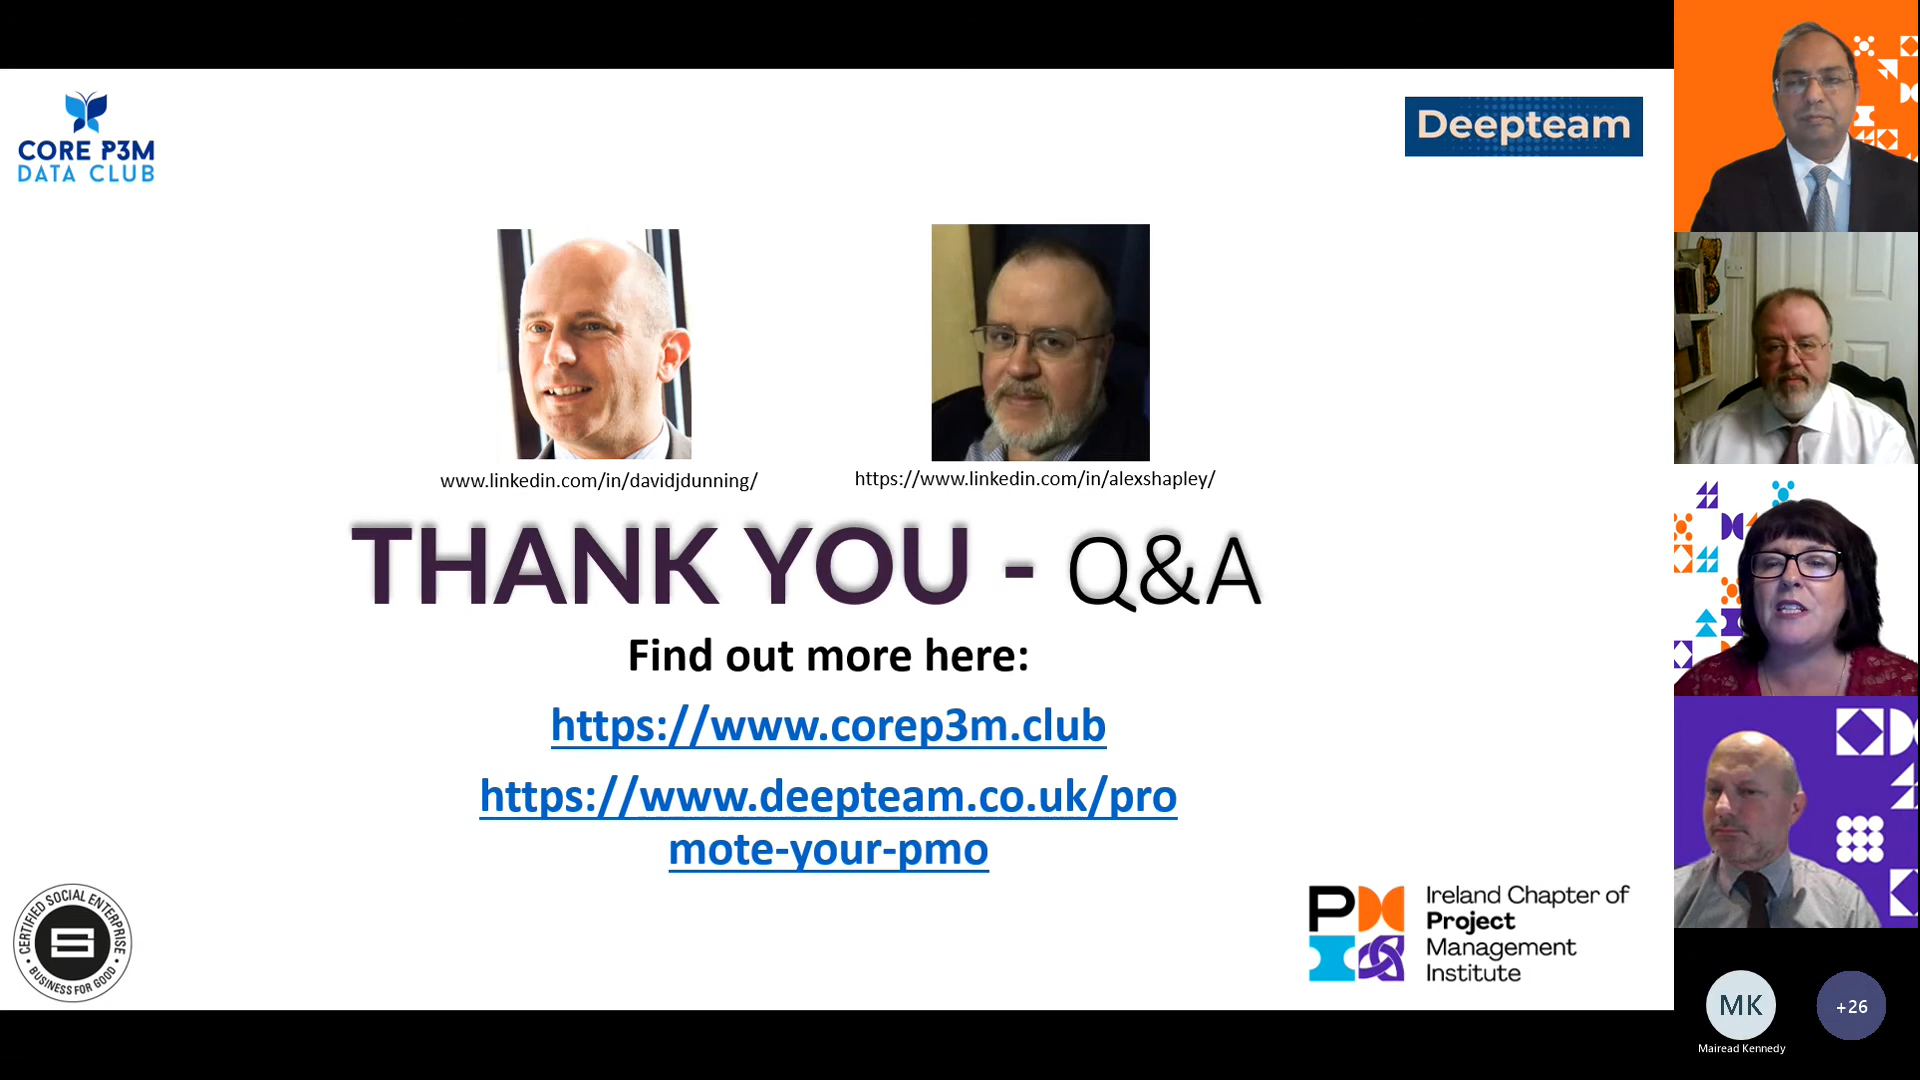 CORE P3M
DATA CLUB
Deepteam
www.linkedin.com/in/davidjdunning/
https://www.linkedin.com/in/alexshapley/
THANK YOU - Q&A
Find out more here:
https://www.corep3m.club
https://www.deepteam.co.uk/pro
mote-your-pmo
CERTIFIED SOCIAL ENTERPRISE
• BUSINESS FOR GOOD •
Ireland Chapter of
Project
Management
Institute
MK
+26
Mairead Kennedy